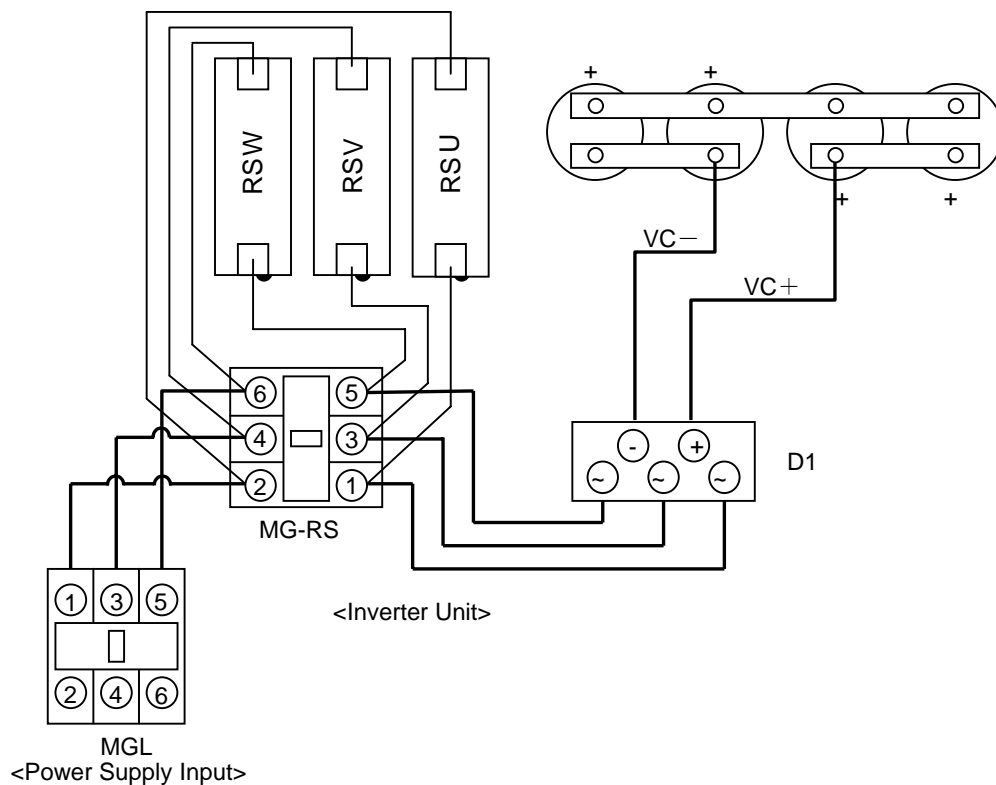 + +
RSW RSV RSU
+ +
VC－
VC＋
6 5
4 3
2 1
- +
~ ~ ~
D1
MG-RS
1 3 5
<Inverter Unit>
2 4 6
MGL
<Power Supply Input>